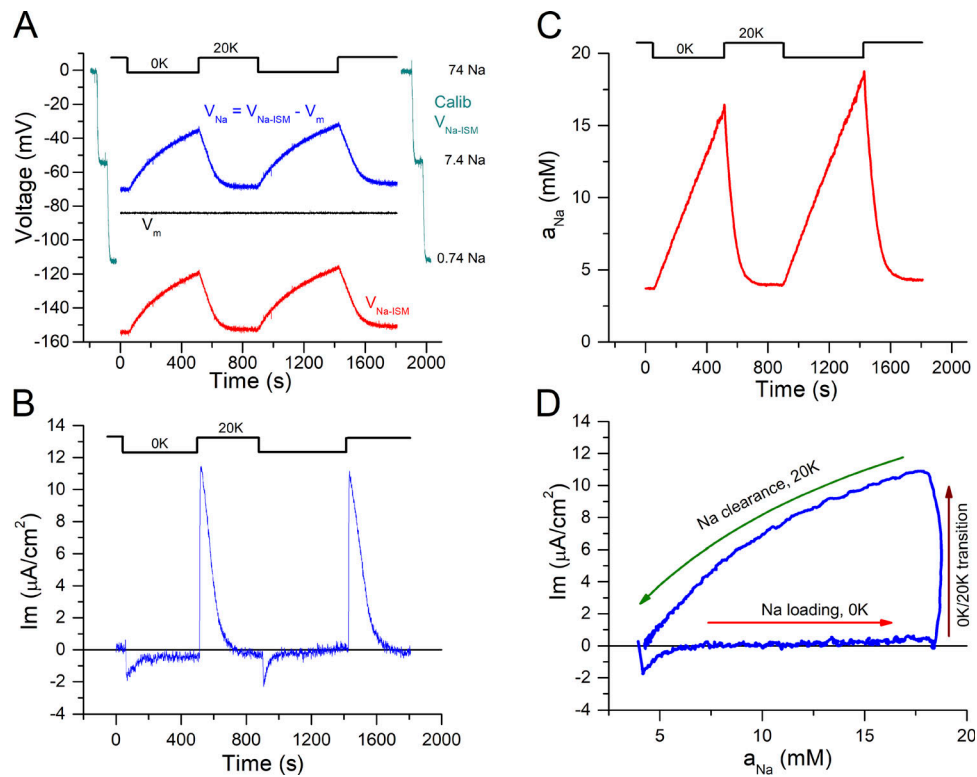 A
0K
20K
0
-20
-40
-60
-80
-100
-120
-140
-160
Voltage (mV)
V_Na = V_Na-ISM - V_m
V_m
V_Na-ISM
74 Na
Calib
V_Na-ISM
7.4 Na
0.74 Na
0 400 800 1200 1600 2000
Time (s)
B
0K
20K
14
12
10
8
6
4
2
0
-2
-4
Im (µA/cm²)
0 400 800 1200 1600 2000
Time (s)
C
0K
20K
20
15
10
5
0
a_Na (mM)
0 400 800 1200 1600 2000
Time (s)
D
14
12
10
8
6
4
2
0
-2
-4
Im (µA/cm²)
Na clearance, 20K
Na loading, 0K
0K/20K transition
5 10 15 20
a_Na (mM)